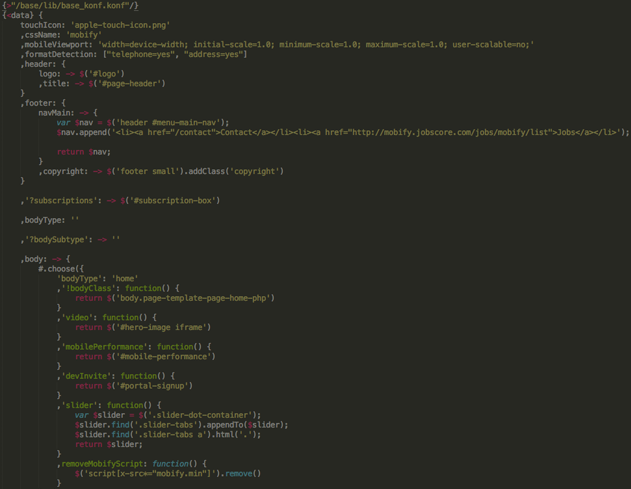 {>"/base/lib/base_konf.konf"/}
{<data} {
    touchIcon: 'apple-touch-icon.png'
    ,cssName: 'mobify'
    ,mobileViewport: 'width=device-width; initial-scale=1.0; minimum-scale=1.0; maximum-scale=1.0; user-scalable=no;'
    ,formatDetection: ["telephone=yes", "address=yes"]
    ,header: {
        logo: -> $('#logo')
        ,title: -> $('#page-header')
    }
    ,footer: {
        navMain: -> {
            var $nav = $('header #menu-main-nav');
            $nav.append('<li><a href="/contact">Contact</a></li><li><a href="http://mobify.jobscore.com/jobs/mobify/list">Jobs</a></li>');
            return $nav;
        }
        ,copyright: -> $('footer small').addClass('copyright')
    }
    ,'?subscriptions': -> $('#subscription-box')
    ,bodyType: ''
    ,'?bodySubtype': -> ''
    ,body: -> {
        #.choose({
            'bodyType': 'home'
            ,'!bodyClass': function() {
                return $('body.page-template-page-home-php')
            }
            ,'video': function() {
                return $('#hero-image iframe')
            }
            ,'mobilePerformance': function() {
                return $('#mobile-performance')
            }
            ,'devInvite': function() {
                return $('#portal-signup')
            }
            ,'slider': function() {
                var $slider = $('.slider-dot-container');
                $slider.find('.slider-tabs').appendTo($slider);
                $slider.find('.slider-tabs a').html('.');
                return $slider;
            }
            ,removeMobifyScript: function() {
                $('script[x-src*="mobify.min"]').remove()
            }